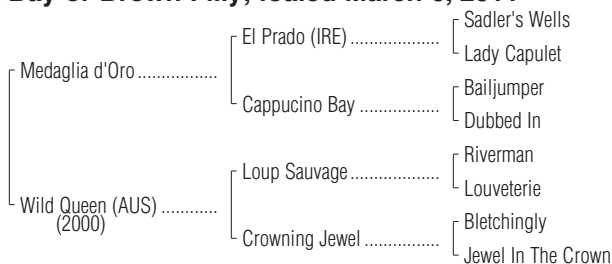 Sadler's Wells
El Prado (IRE) ...................
Lady Capulet
Medaglia d'Oro .................
Bailjumper
Cappucino Bay .................
Dubbed In
Riverman
Loup Sauvage......................
Louveterie
Wild Queen (AUS) ............
(2000)
Bletchingly
Crowning Jewel ................
Jewel In The Crown